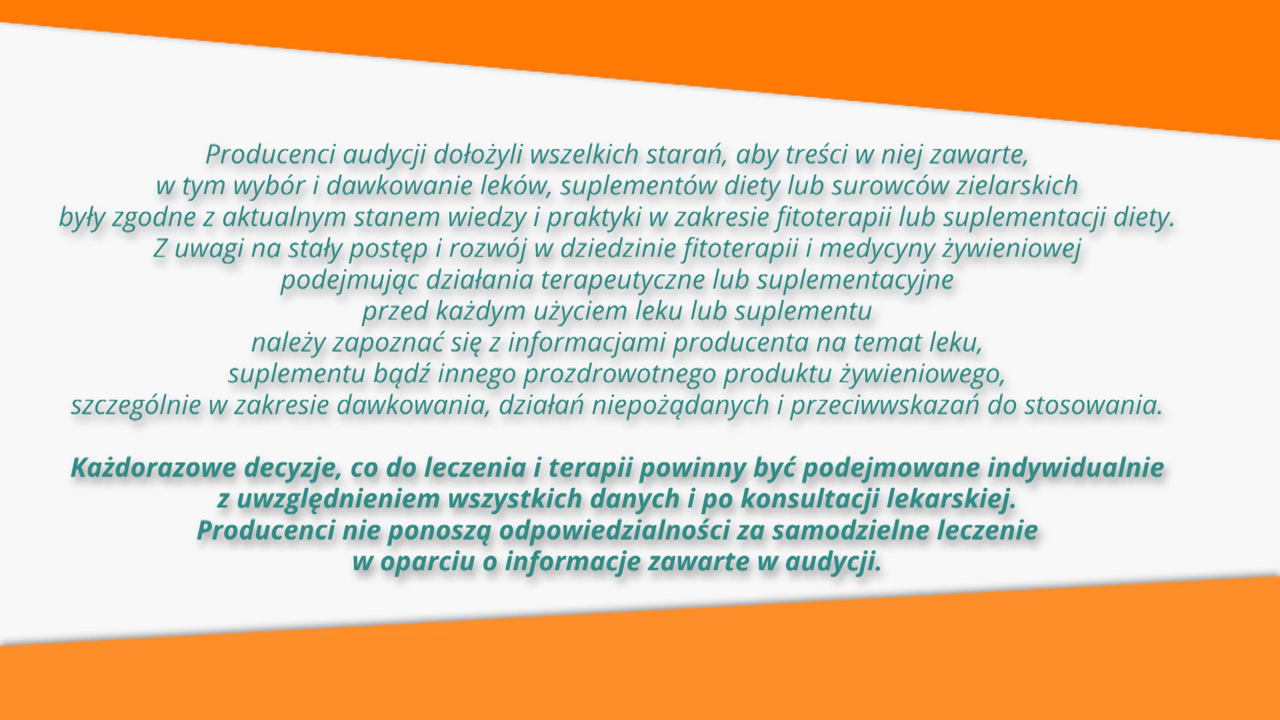 Producenci audycji dołożyli wszelkich starań, aby treści w niej zawarte,
w tym wybór i dawkowanie leków, suplementów diety lub surowców zielarskich
były zgodne z aktualnym stanem wiedzy i praktyki w zakresie fitoterapii lub suplementacji diety.
Z uwagi na stały postęp i rozwój w dziedzinie fitoterapii i medycyny żywieniowej
podejmując działania terapeutyczne lub suplementacyjne
przed każdym użyciem leku lub suplementu
należy zapoznać się z informacjami producenta na temat leku,
suplementu bądź innego prozdrowotnego produktu żywieniowego,
szczególnie w zakresie dawkowania, działań niepożądanych i przeciwwskazań do stosowania.
Każdorazowe decyzje, co do leczenia i terapii powinny być podejmowane indywidualnie
z uwzględnieniem wszystkich danych i po konsultacji lekarskiej.
Producenci nie ponoszą odpowiedzialności za samodzielne leczenie
w oparciu o informacje zawarte w audycji.